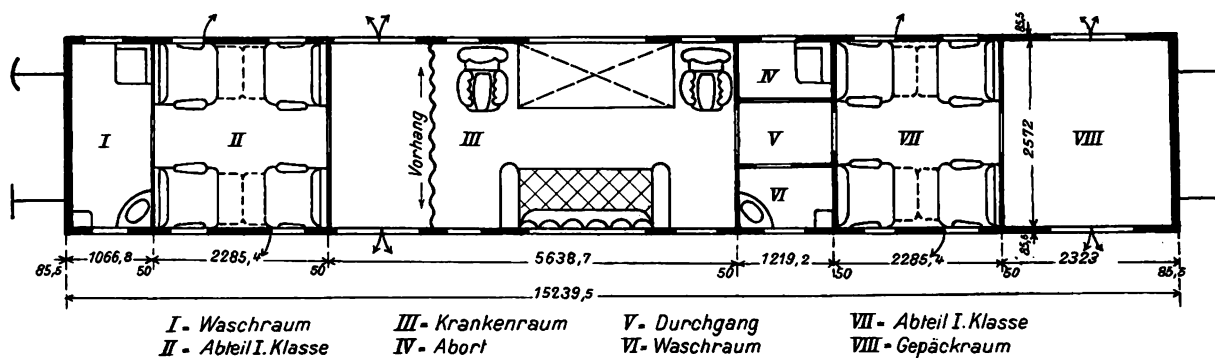 85,5
I II Vorhang III IV V VI VII 2572 VIII
85,5
85,5 1066,8 50 2285,4 50 5638,7 50 1219,2 50 2285,4 50 2323 85,5
15239,5
I - Waschraum III - Krankenraum V - Durchgang VII - Abteil I. Klasse
II - Abteil I. Klasse IV - Abort VI - Waschraum VIII - Gepäckraum